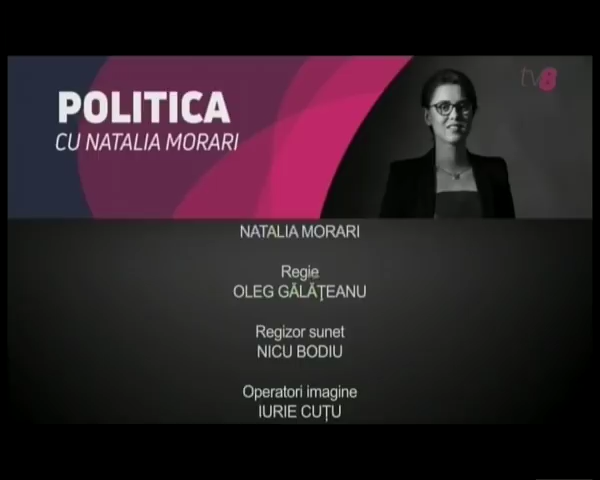 tv8
POLITICA
CU NATALIA MORARI
NATALIA MORARI
Regie
OLEG GĂLĂȚEANU
Regizor sunet
NICU BODIU
Operatori imagine
IURIE CUȚU